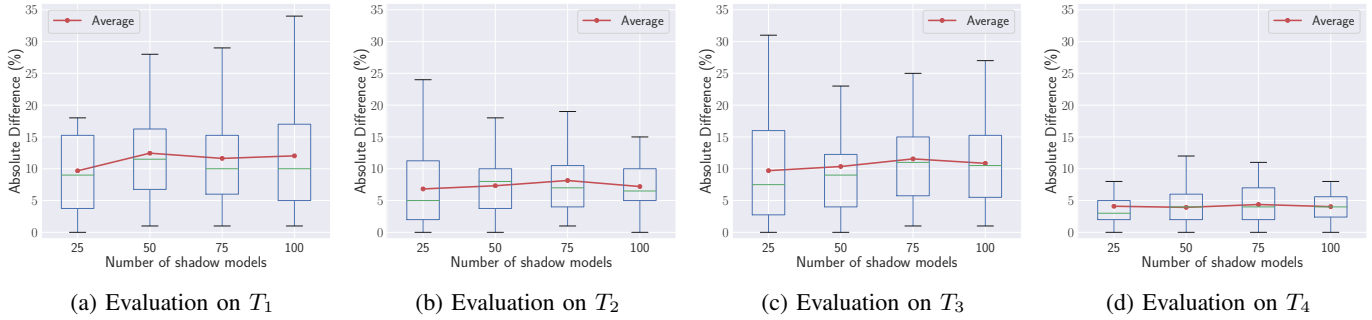 Average
Absolute Difference (%)
35
30
25
20
15
10
5
0
25 50 75 100
Number of shadow models
(a) Evaluation on T1
Average
Absolute Difference (%)
35
30
25
20
15
10
5
0
25 50 75 100
Number of shadow models
(b) Evaluation on T2
Average
Absolute Difference (%)
35
30
25
20
15
10
5
0
25 50 75 100
Number of shadow models
(c) Evaluation on T3
Average
Absolute Difference (%)
35
30
25
20
15
10
5
0
25 50 75 100
Number of shadow models
(d) Evaluation on T4